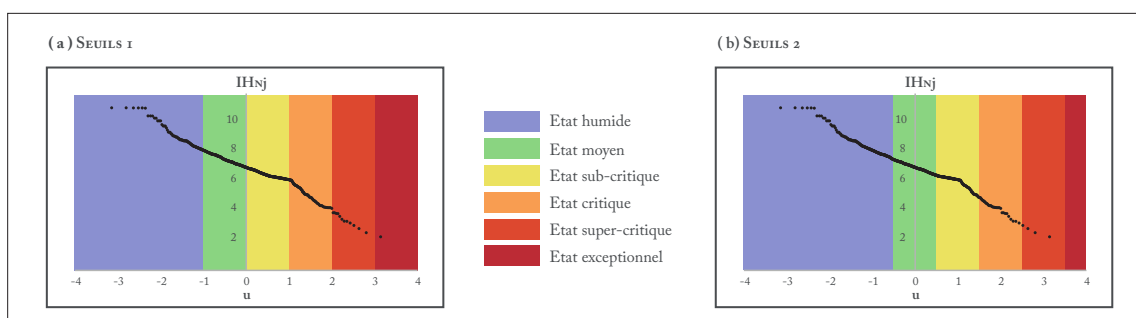 (a) SEUILS 1
IHNj
10
8
6
4
2
-4 -3 -2 -1 0 1 2 3 4
u
Etat humide
Etat moyen
Etat sub-critique
Etat critique
Etat super-critique
Etat exceptionnel
(b) SEUILS 2
IHNj
10
8
6
4
2
-4 -3 -2 -1 0 1 2 3 4
u